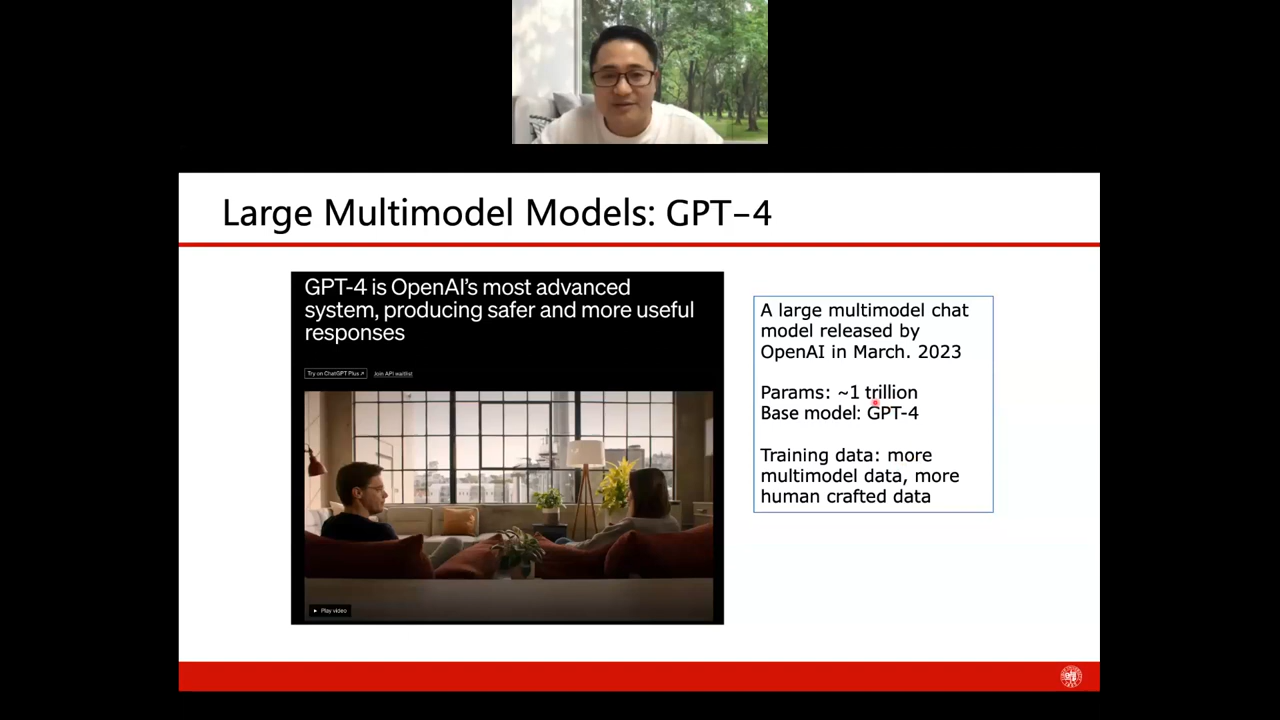 Large Multimodel Models: GPT-4
GPT-4 is OpenAI's most advanced
system, producing safer and more useful
responses
Try on ChatGPT Plus ↗ Join API waitlist
▶ Play video
A large multimodel chat
model released by
OpenAI in March. 2023
Params: ~1 trillion
Base model: GPT-4
Training data: more
multimodel data, more
human crafted data